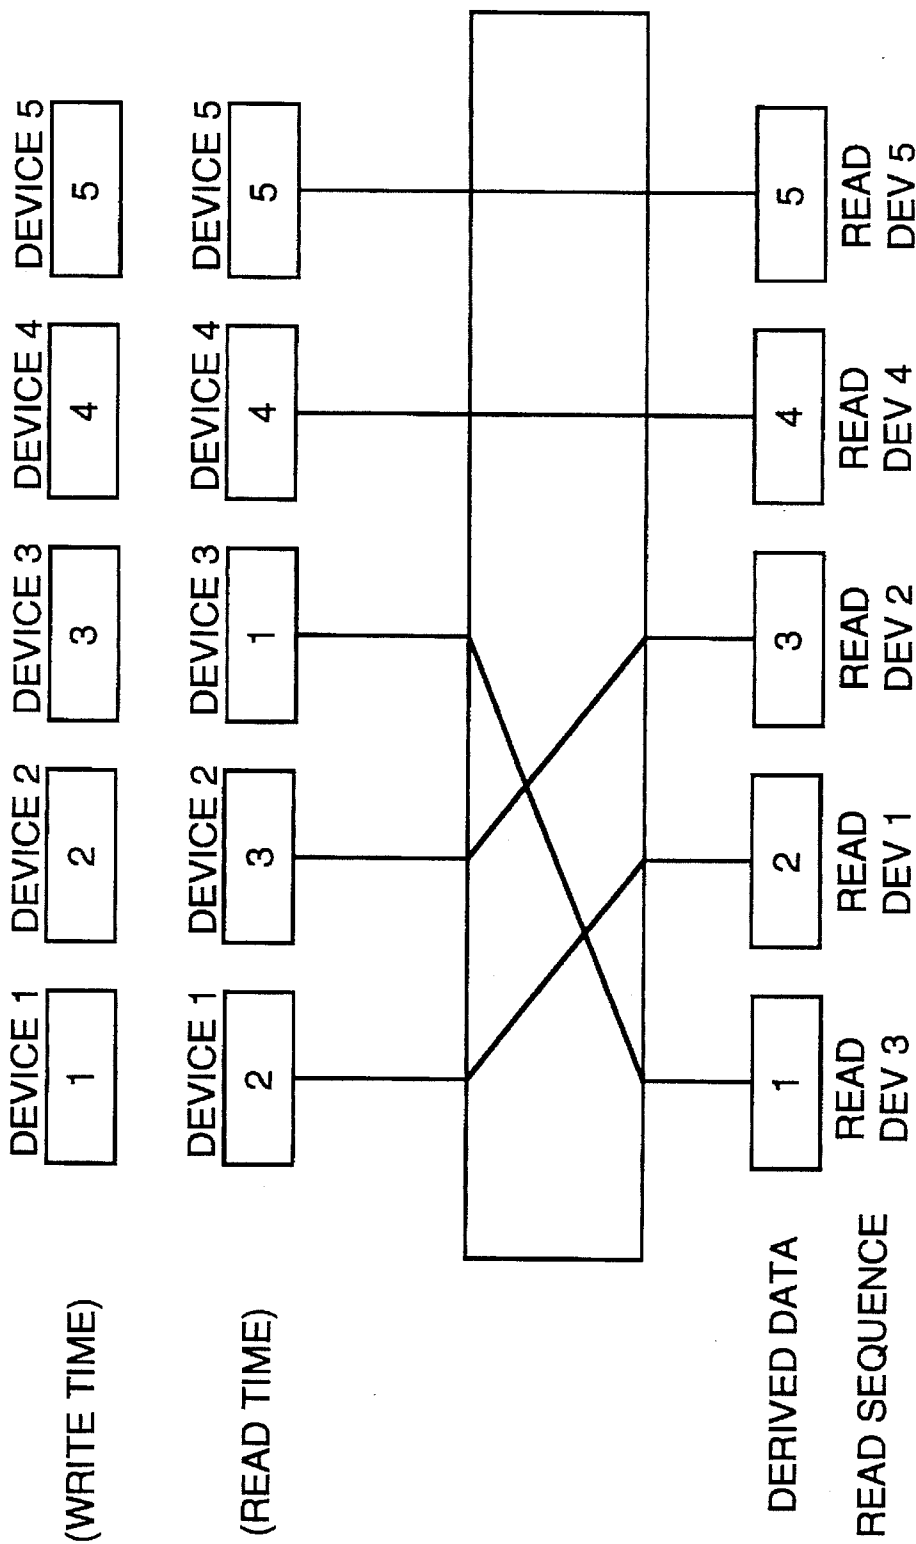 (WRITE TIME)
DEVICE 1
1
DEVICE 2
2
DEVICE 3
3
DEVICE 4
4
DEVICE 5
5
(READ TIME)
DEVICE 1
2
DEVICE 2
3
DEVICE 3
1
DEVICE 4
4
DEVICE 5
5
DERIVED DATA
1
2
3
4
5
READ SEQUENCE
READ
DEV 3
READ
DEV 1
READ
DEV 2
READ
DEV 4
READ
DEV 5